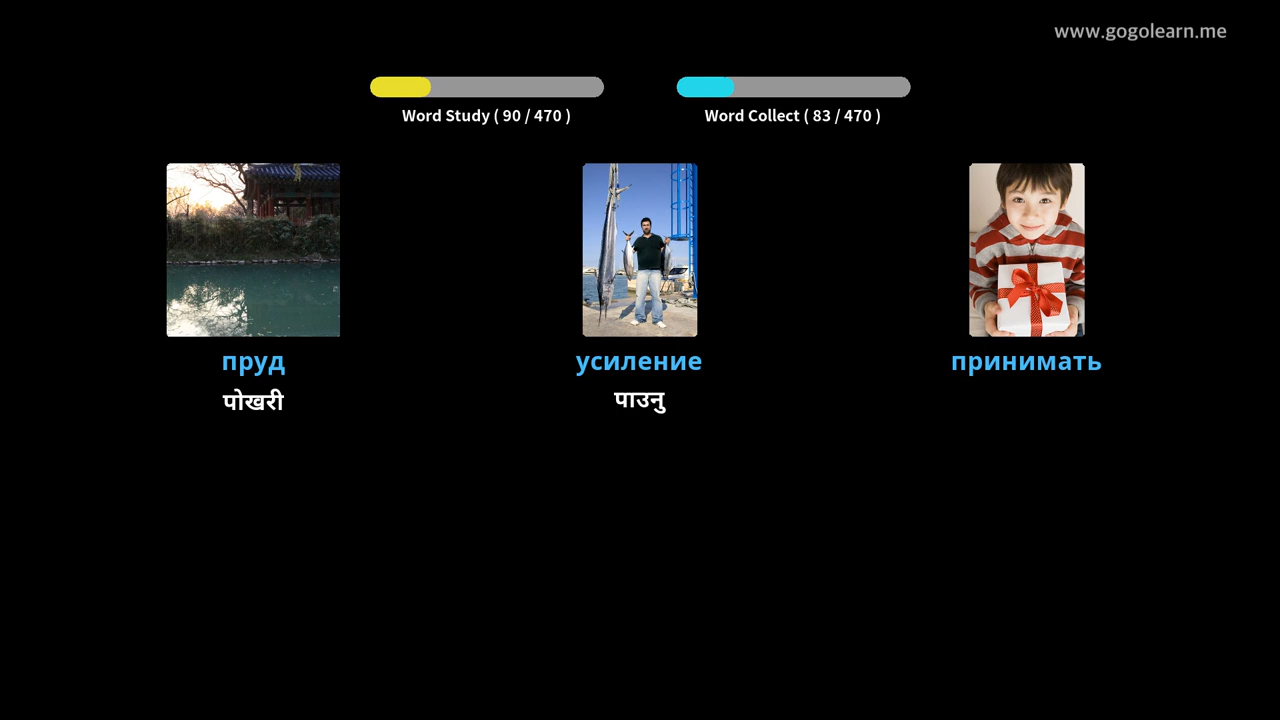 www.gogolearn.me
Word Study ( 90 / 470 )
Word Collect ( 83 / 470 )
пруд
усиление
принимать
पोखरी
पाउनु